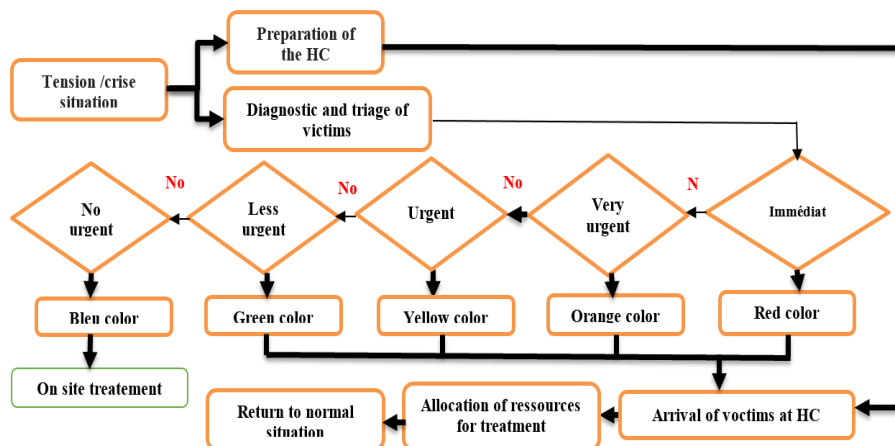 Preparation of
the HC
Tension /crise
situation
Diagnostic and triage of
victims
No
No
No
N
No
urgent
Less
urgent
Urgent
Very
urgent
Immédiat
Bleu color
Green color
Yellow color
Orange color
Red color
On site treatement
Return to normal
situation
Allocation of ressources
for treatment
Arrival of voctims at HC